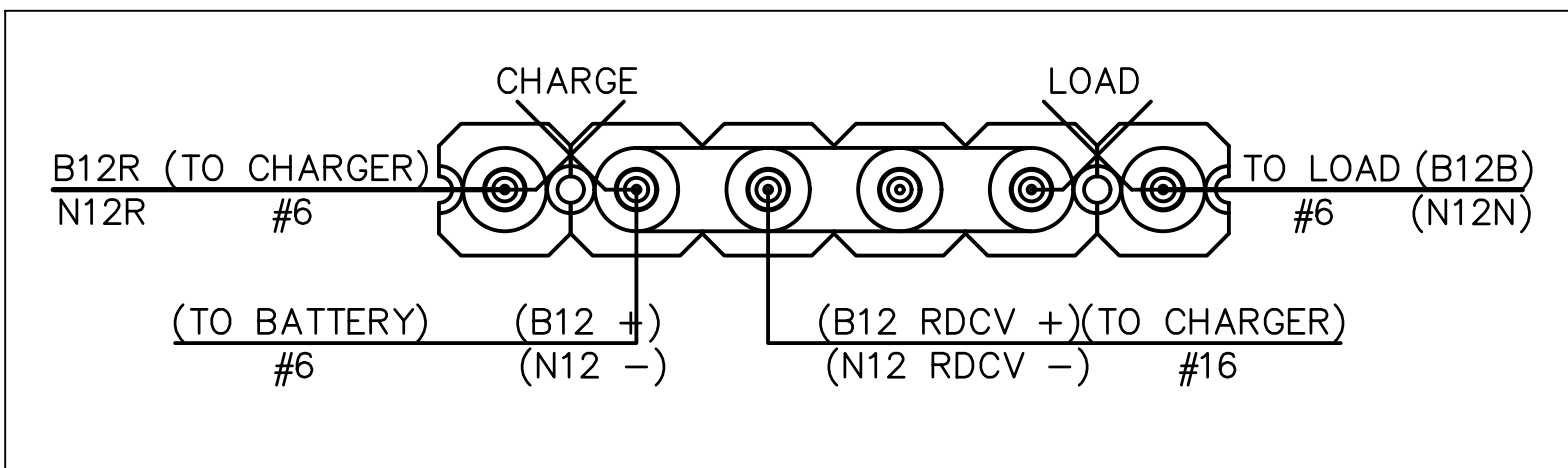 CHARGE LOAD
B12R (TO CHARGER) TO LOAD (B12B)
N12R #6 #6 (N12N)
(TO BATTERY) (B12 +) (B12 RDCV +)(TO CHARGER)
#6 (N12 -) (N12 RDCV -) #16